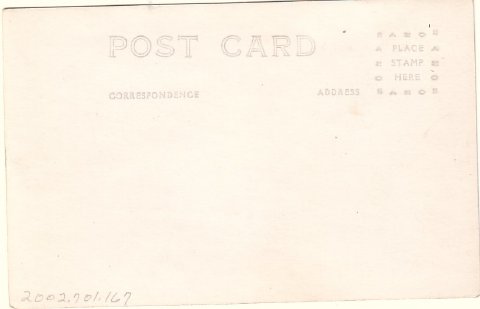 POST CARD
PLACE
STAMP
HERE
CORRESPONDENCE
ADDRESS
2002.701.167